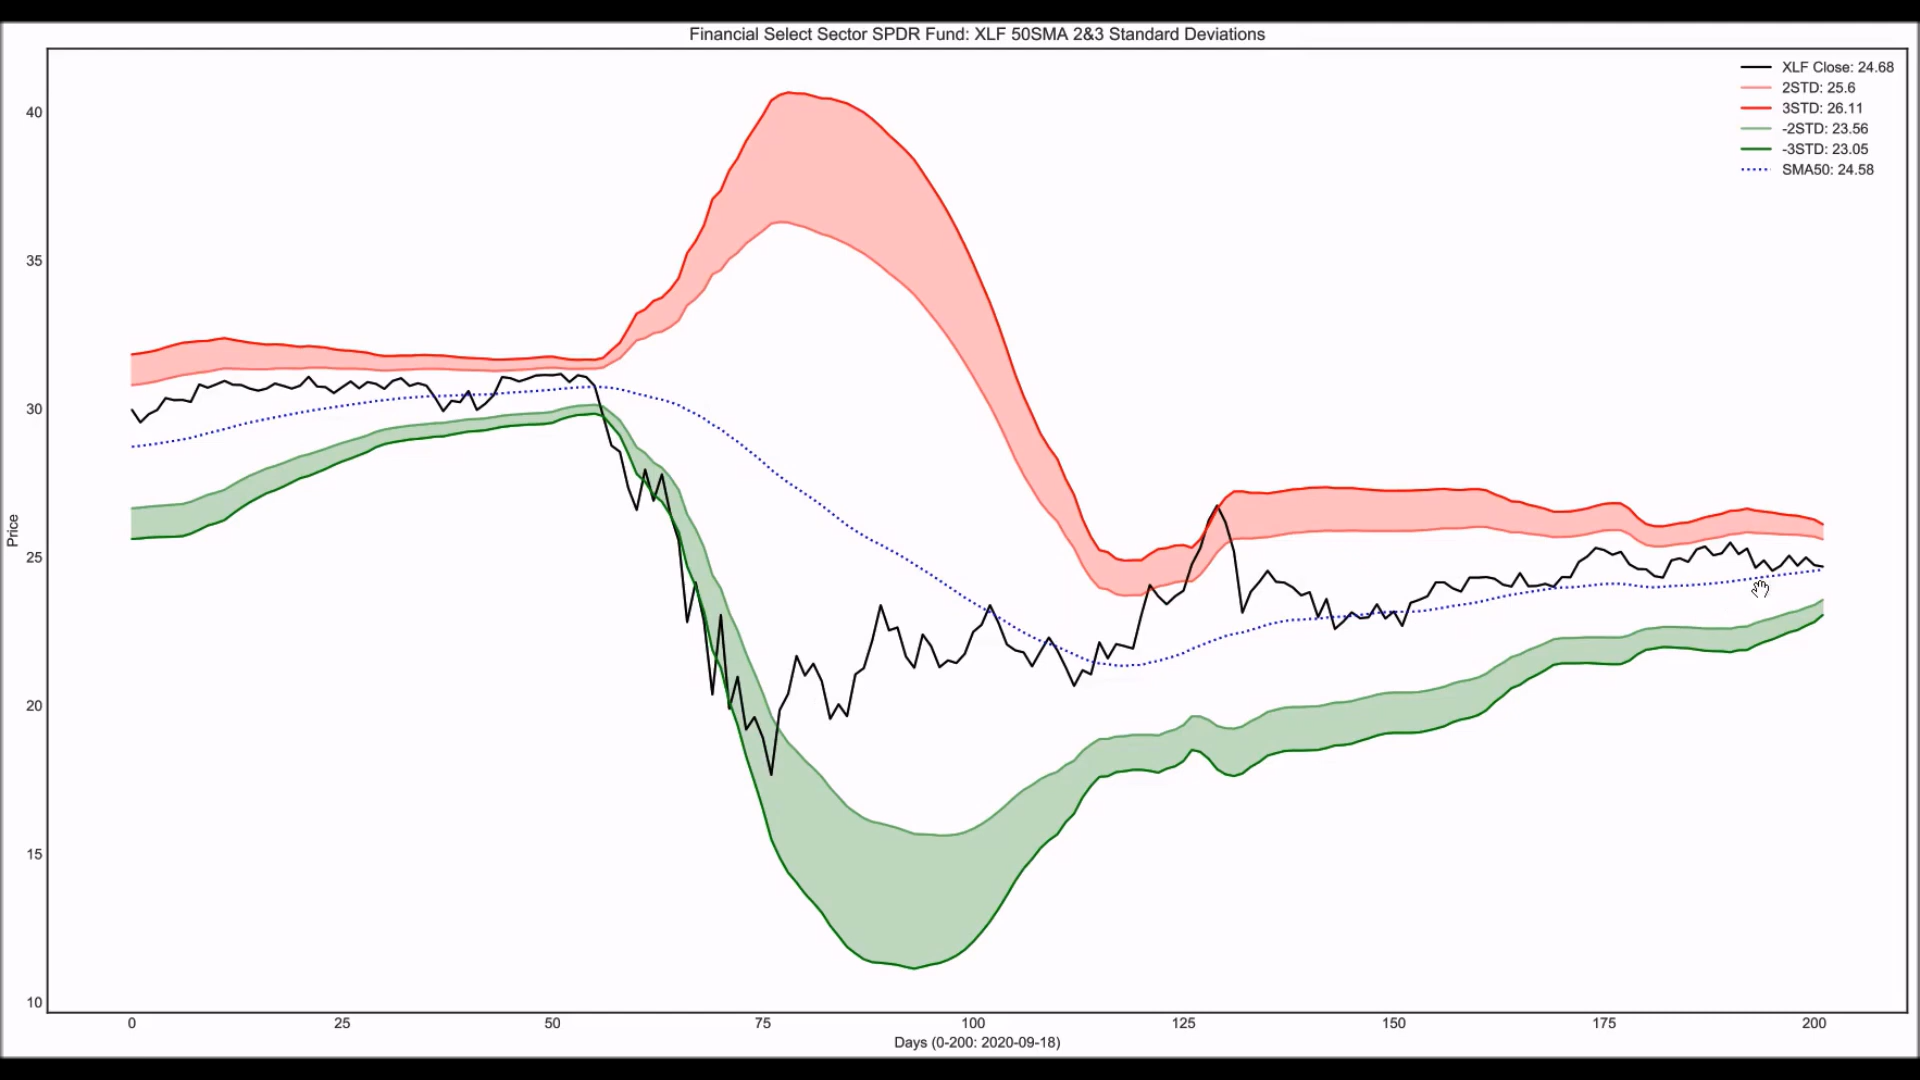 Financial Select Sector SPDR Fund: XLF 50SMA 2&3 Standard Deviations
XLF Close: 24.68
2STD: 25.6
3STD: 26.11
-2STD: 23.56
-3STD: 23.05
SMA50: 24.58
40
35
30
25
20
15
10
Price
0 25 50 75 100 125 150 175 200
Days (0-200: 2020-09-18)